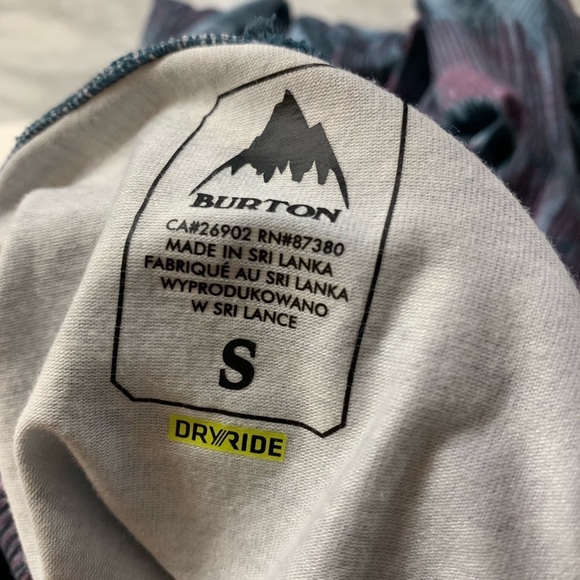 BURTON
CA#26902 RN#87380
MADE IN SRI LANKA
FABRIQUÉ AU SRI LANKA
WYPRODUKOWANO
W SRI LANCE
S
DRYRIDE